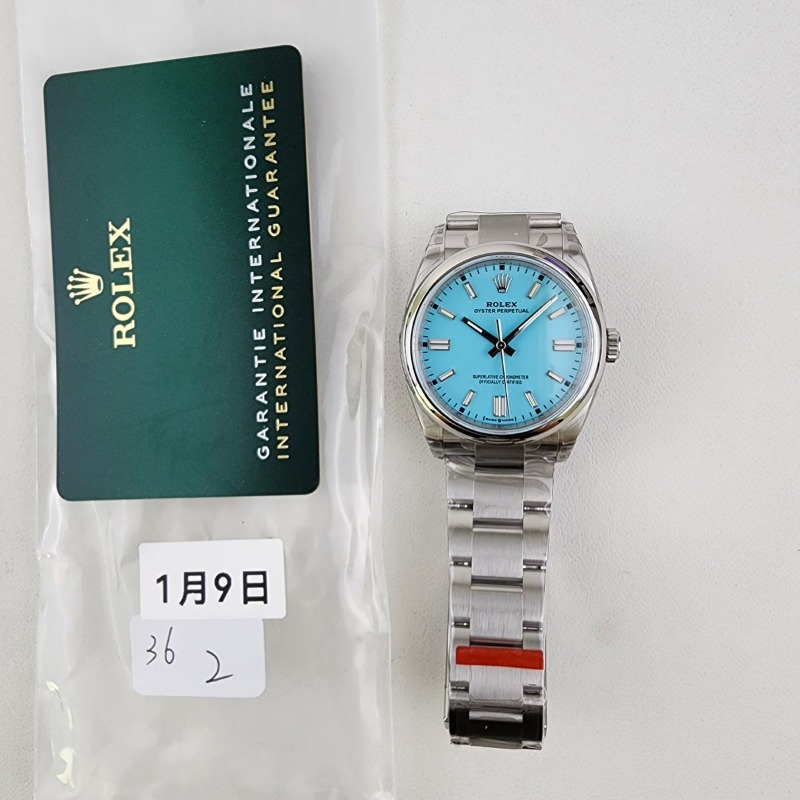 ROLEX
GARANTIE INTERNATIONALE
INTERNATIONAL GUARANTEE
1月9日
36
2
ROLEX
OYSTER PERPETUAL
SUPERLATIVE CHRONOMETER
OFFICIALLY CERTIFIED